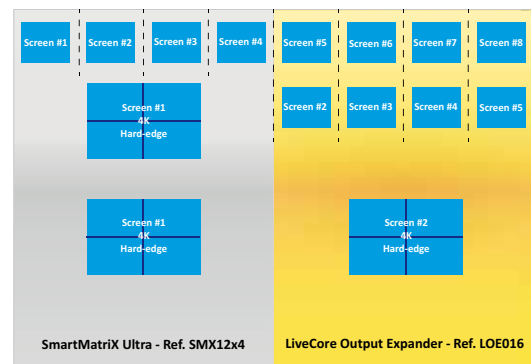 Screen #1 Screen #2 Screen #3 Screen #4 Screen #5 Screen #6 Screen #7 Screen #8
Screen #1
4K
Hard-edge
Screen #2 Screen #3 Screen #4 Screen #5
Screen #1
4K
Hard-edge
Screen #2
4K
Hard-edge
SmartMatriX Ultra - Ref. SMX12x4
LiveCore Output Expander - Ref. LOE016